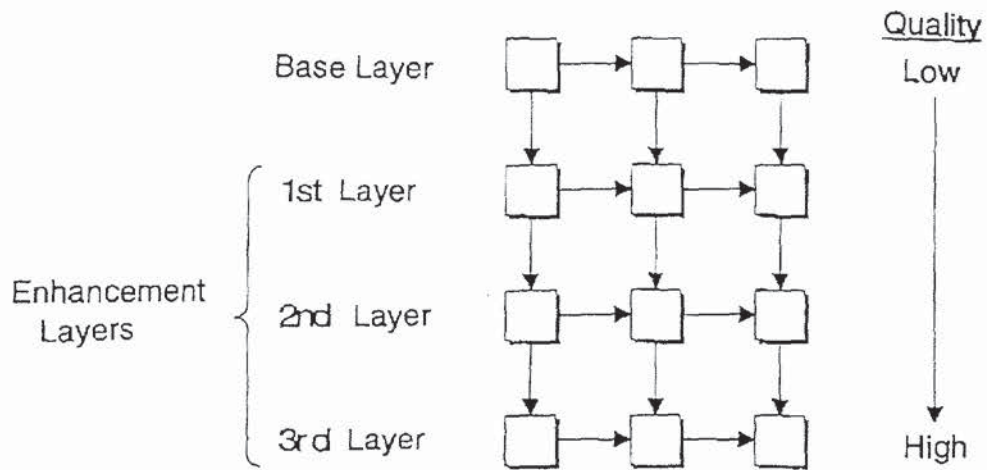 Quality
Base Layer
Low
1st Layer
Enhancement
Layers
2nd Layer
3rd Layer
High